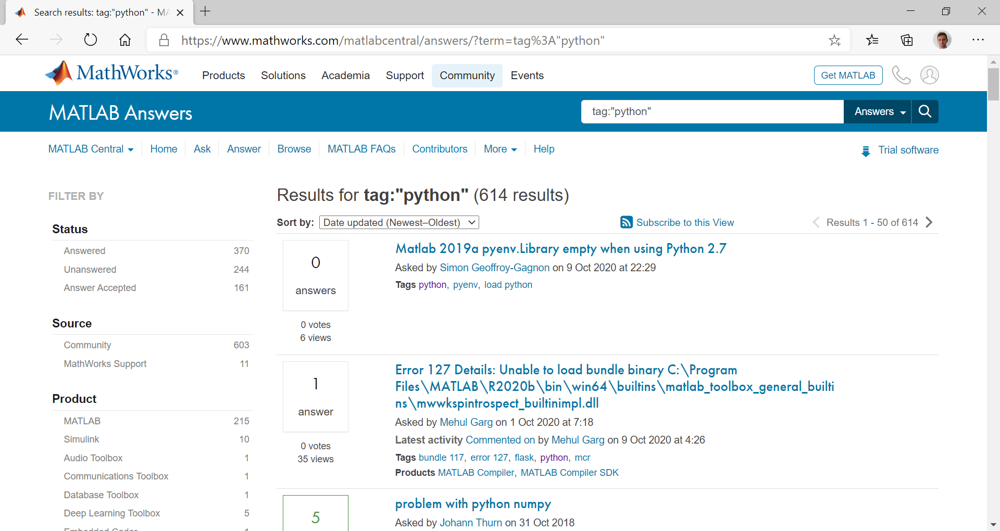 Search results: tag:"python" - MA
https://www.mathworks.com/matlabcentral/answers/?term=tag%3A"python"
MathWorks®
Products
Solutions
Academia
Support
Community
Events
Get MATLAB
MATLAB Answers
tag:"python"
Answers
MATLAB Central
Home
Ask
Answer
Browse
MATLAB FAQs
Contributors
More
Help
Trial software
FILTER BY
Status
Answered 370
Unanswered 244
Answer Accepted 161
Source
Community 603
MathWorks Support 11
Product
MATLAB 215
Simulink 10
Audio Toolbox 1
Communications Toolbox 1
Database Toolbox 1
Deep Learning Toolbox 5
Embedded Coder 1
Results for tag:"python" (614 results)
Sort by: Date updated (Newest–Oldest)
Subscribe to this View
Results 1 - 50 of 614
0
answers
0 votes
6 views
Matlab 2019a pyenv.Library empty when using Python 2.7
Asked by Simon Geoffroy-Gagnon on 9 Oct 2020 at 22:29
Tags python, pyenv, load python
1
answer
0 votes
35 views
Error 127 Details: Unable to load bundle binary C:\Program
Files\MATLAB\R2020b\bin\win64\builtins\matlab_toolbox_general_builti
ns\mwwkspintrospect_builtinimpl.dll
Asked by Mehul Garg on 1 Oct 2020 at 7:18
Latest activity Commented on by Mehul Garg on 9 Oct 2020 at 4:26
Tags bundle 117, error 127, flask, python, mcr
Products MATLAB Compiler, MATLAB Compiler SDK
5
problem with python numpy
Asked by Johann Thurn on 31 Oct 2018